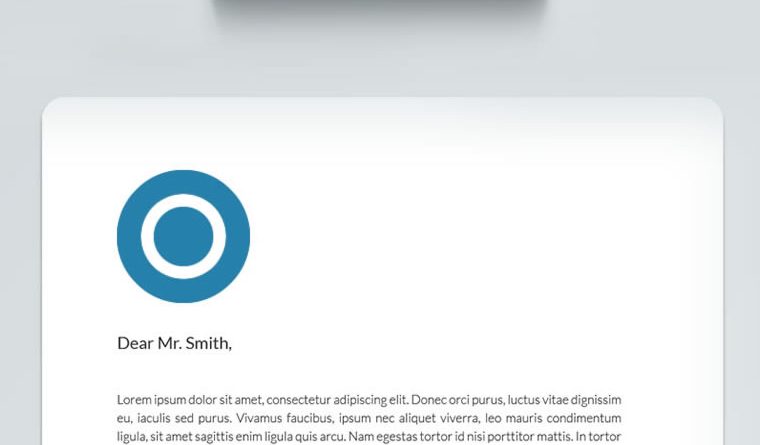 Dear Mr. Smith,
Lorem ipsum dolor sit amet, consectetur adipiscing elit. Donec orci purus, luctus vitae dignissim
eu, iaculis sed purus. Vivamus faucibus, ipsum nec aliquet viverra, leo mauris condimentum
ligula, sit amet sagittis enim ligula quis arcu. Nam egestas tortor id nisi porttitor mattis. In tortor